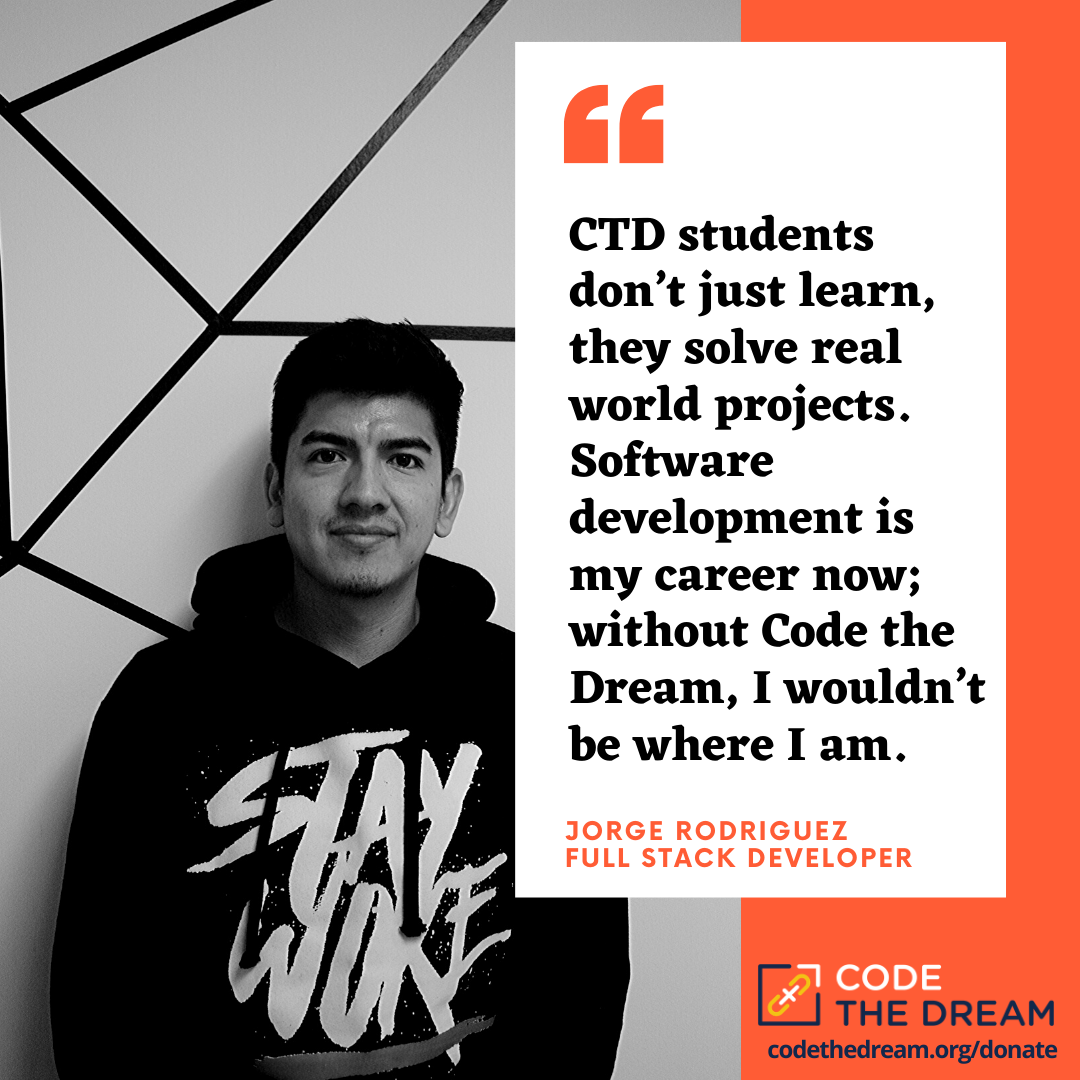 CTD students
don’t just learn,
they solve real
world projects.
Software
development is
my career now;
without Code the
Dream, I wouldn’t
be where I am.
JORGE RODRIGUEZ
FULL STACK DEVELOPER
STAY
WOKE
CODE
THE DREAM
codethedream.org/donate